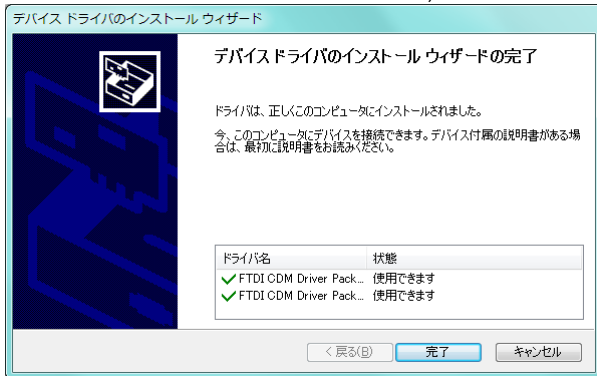 デバイス ドライバのインストール ウィザード
デバイス ドライバのインストール ウィザードの完了
ドライバは、正しくこのコンピュータにインストールされました。
今、このコンピュータにデバイスを接続できます。デバイス付属の説明書がある場
合は、最初に説明書をお読みください。
ドライバ名 状態
FTDI CDM Driver Pack... 使用できます
FTDI CDM Driver Pack... 使用できます
< 戻る(B) 完了 キャンセル